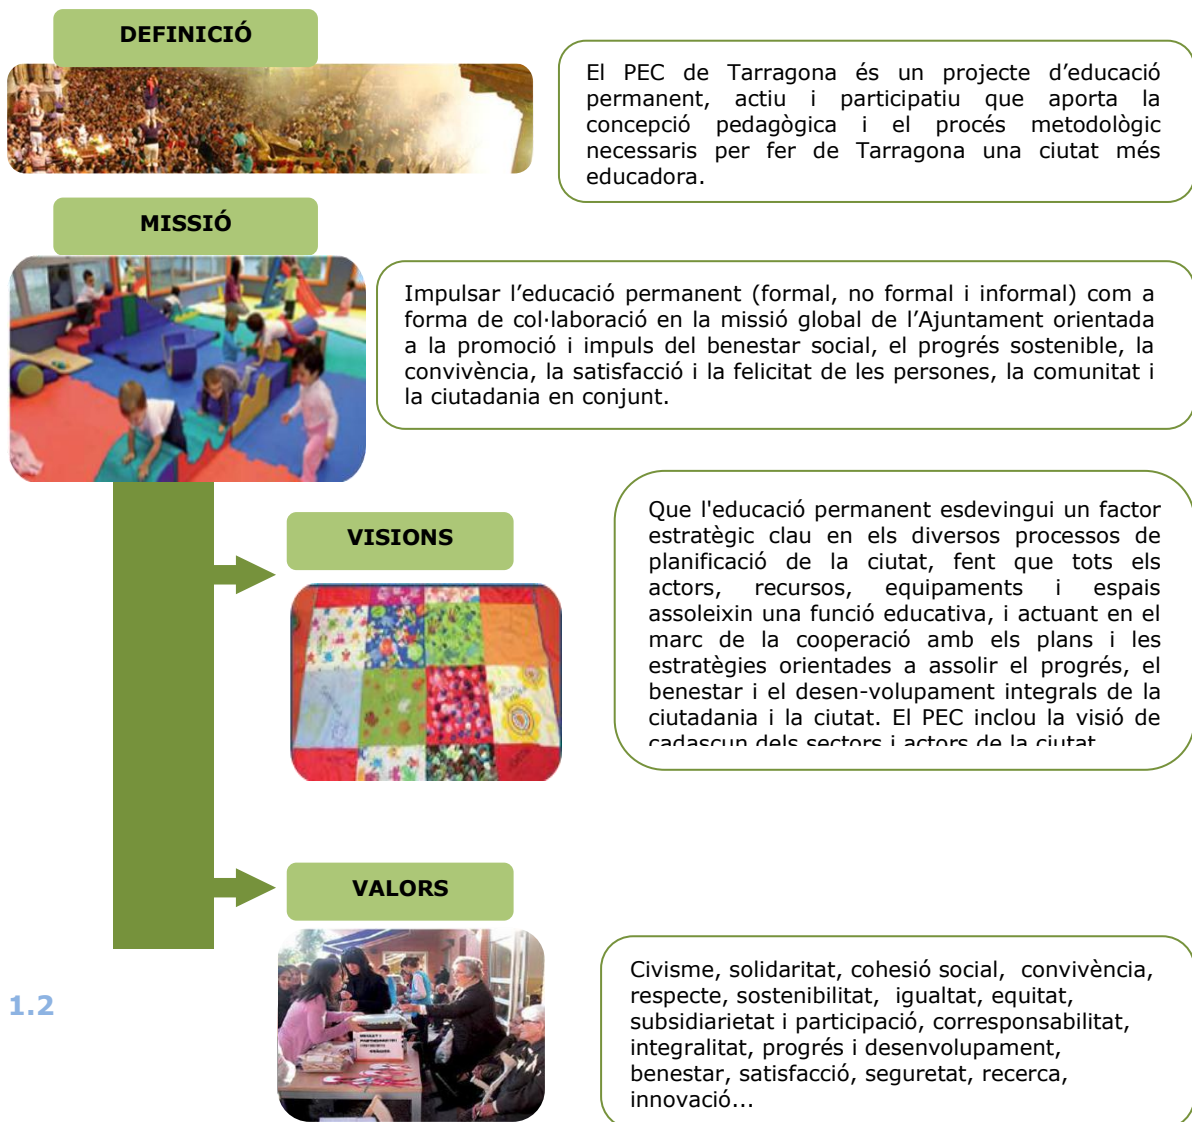 DEFINICIÓ
El PEC de Tarragona és un projecte d’educació
permanent, actiu i participatiu que aporta la
concepció pedagògica i el procés metodològic
necessaris per fer de Tarragona una ciutat més
educadora.
MISSIÓ
Impulsar l’educació permanent (formal, no formal i informal) com a
forma de col·laboració en la missió global de l’Ajuntament orientada
a la promoció i impuls del benestar social, el progrés sostenible, la
convivència, la satisfacció i la felicitat de les persones, la comunitat i
la ciutadania en conjunt.
VISIONS
Que l'educació permanent esdevingui un factor
estratègic clau en els diversos processos de
planificació de la ciutat, fent que tots els
actors, recursos, equipaments i espais
assoleixin una funció educativa, i actuant en el
marc de la cooperació amb els plans i les
estratègies orientades a assolir el progrés, el
benestar i el desen-volupament integrals de la
ciutadania i la ciutat. El PEC inclou la visió de
cadascun dels sectors i actors de la ciutat
VALORS
Civisme, solidaritat, cohesió social, convivència,
respecte, sostenibilitat, igualtat, equitat,
subsidiarietat i participació, corresponsabilitat,
integralitat, progrés i desenvolupament,
benestar, satisfacció, seguretat, recerca,
innovació...
1.2